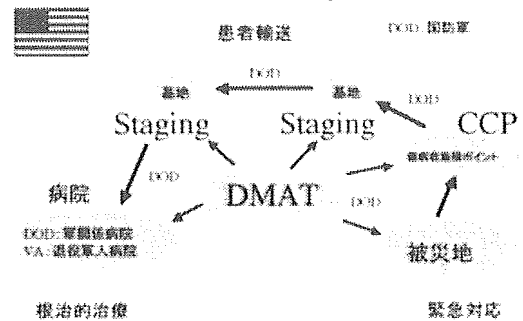 患者輸送
DOD: 国防軍
DOD
基地
基地
DOD
Staging
Staging
CCP
DOD
病院
DMAT
DOD
DOD: 軍関係病院
VA: 退役軍人病院
被災地
根治的治療
緊急対応